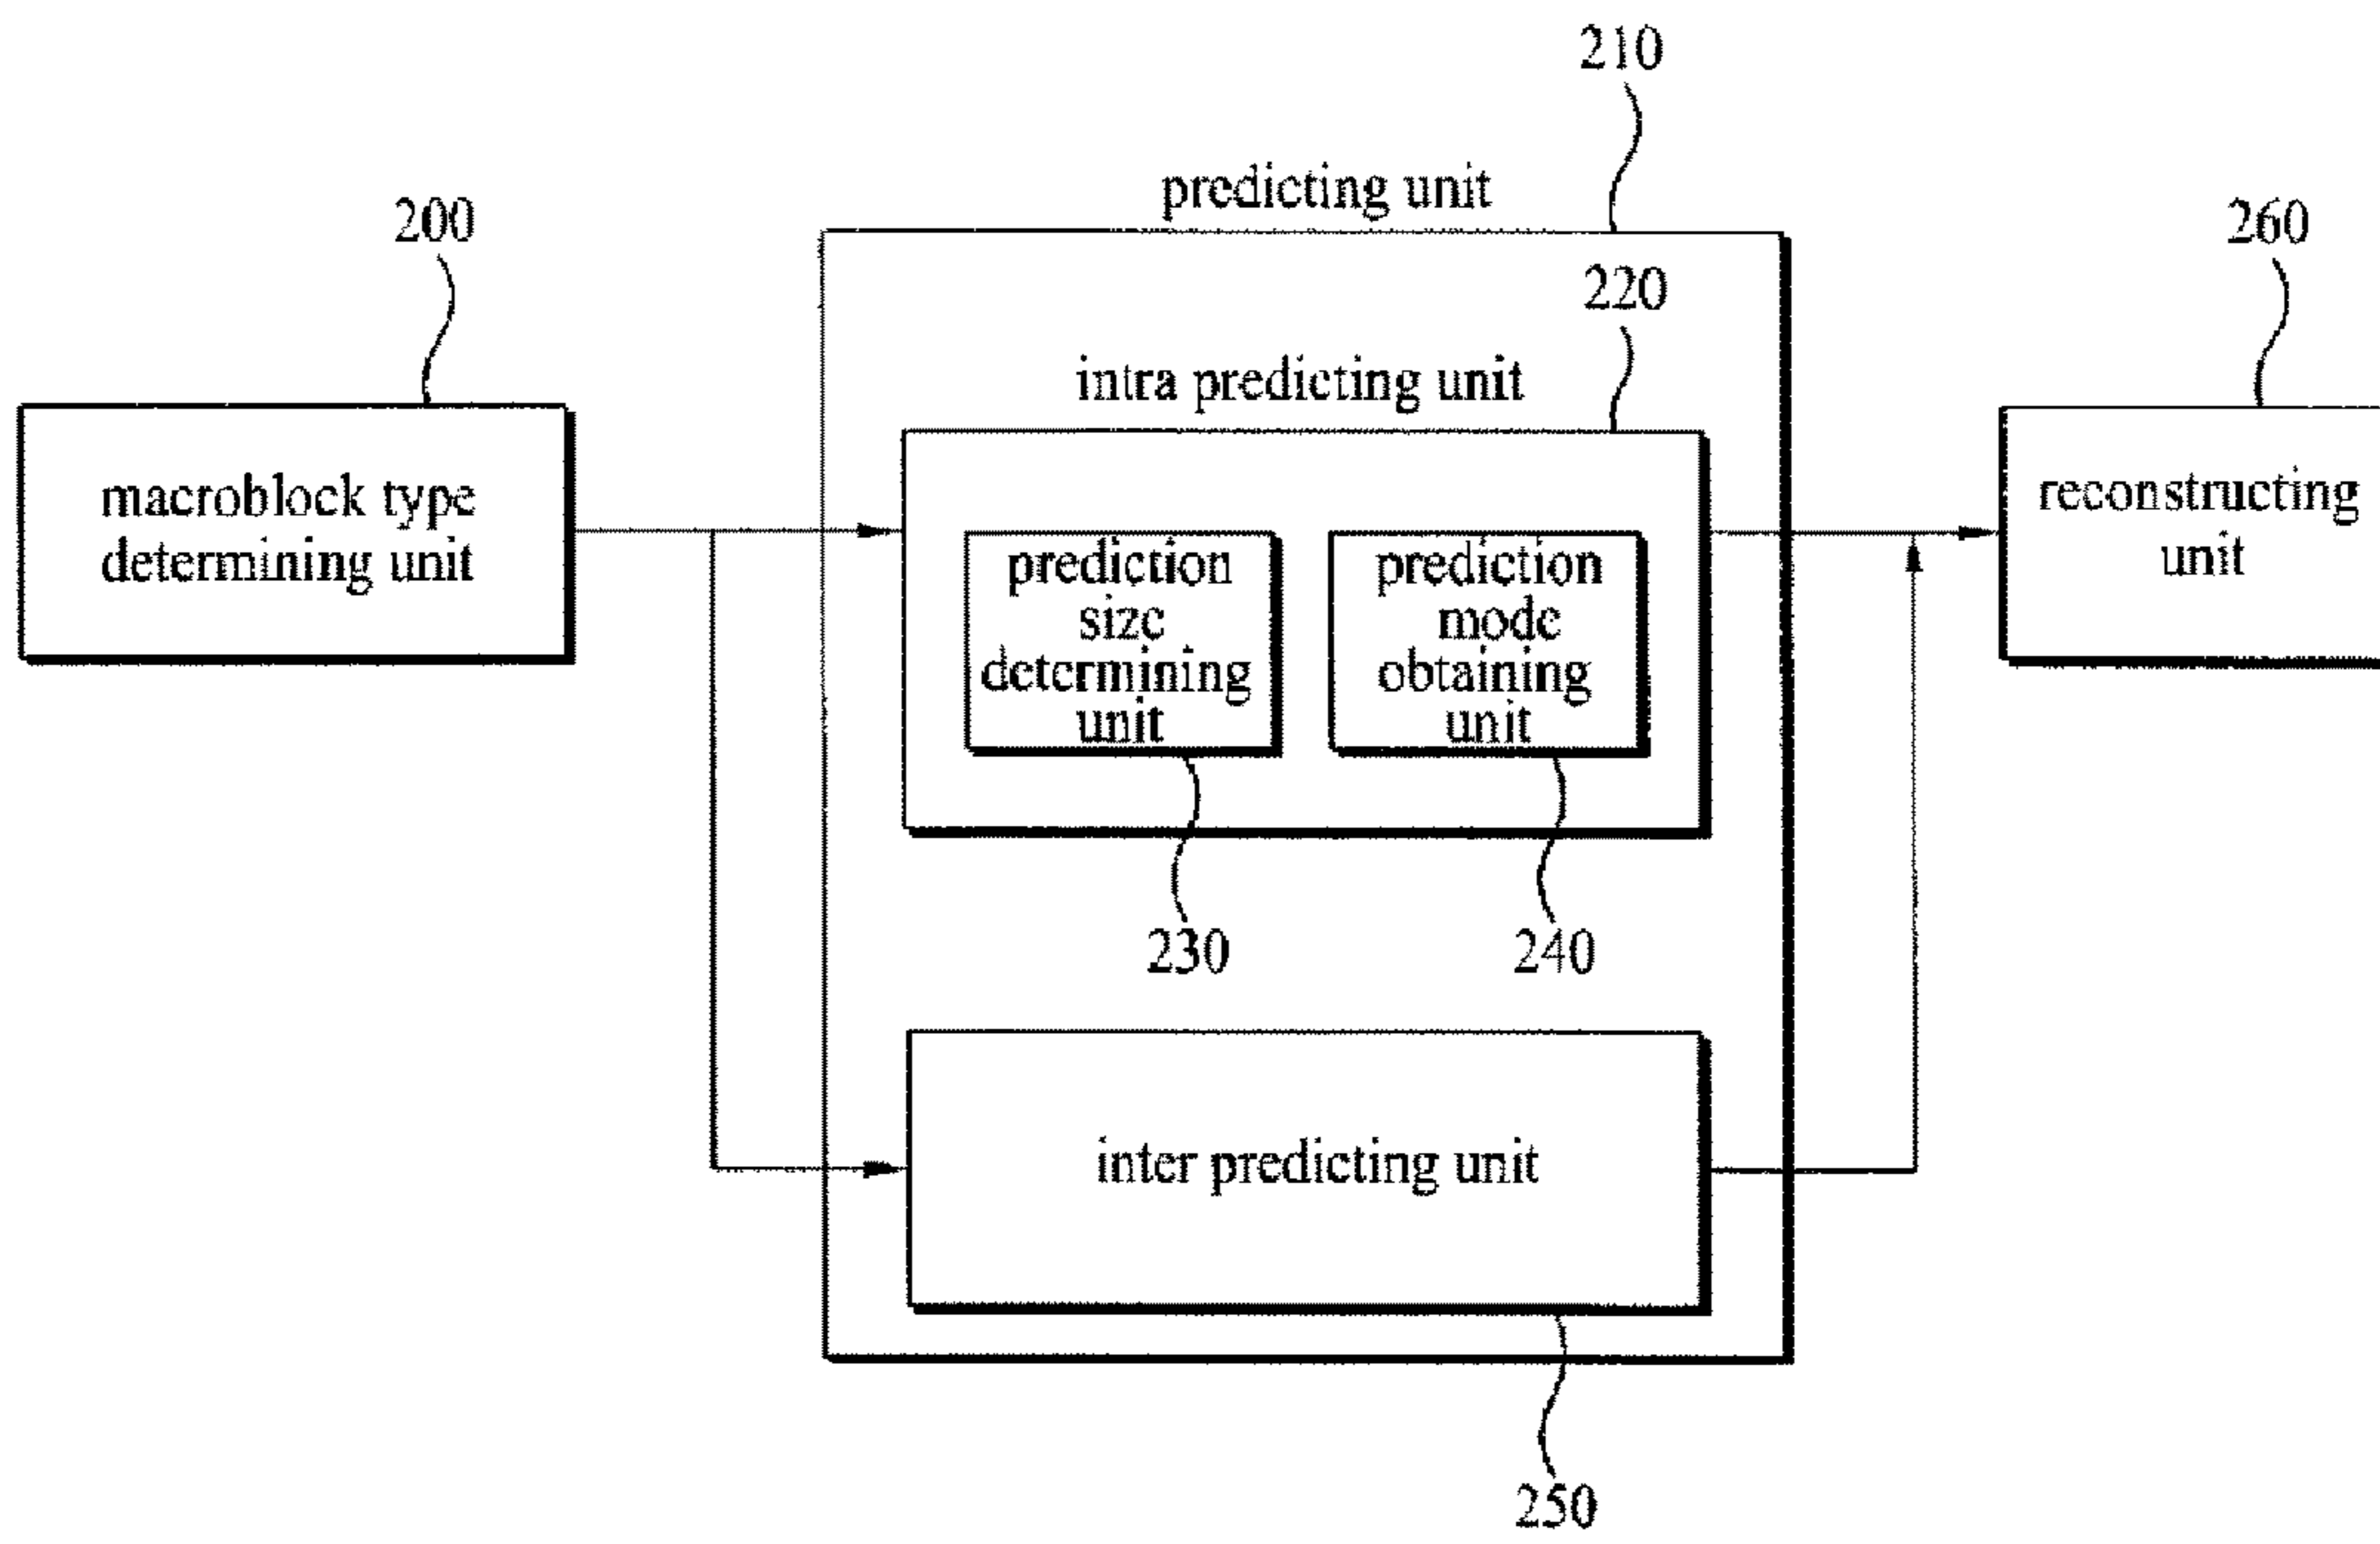 210
predicting unit
200
260
220
intra predicting unit
macroblock type
determining unit
reconstructing
unit
prediction
size
determining
unit
prediction
mode
obtaining
unit
230
240
inter predicting unit
250